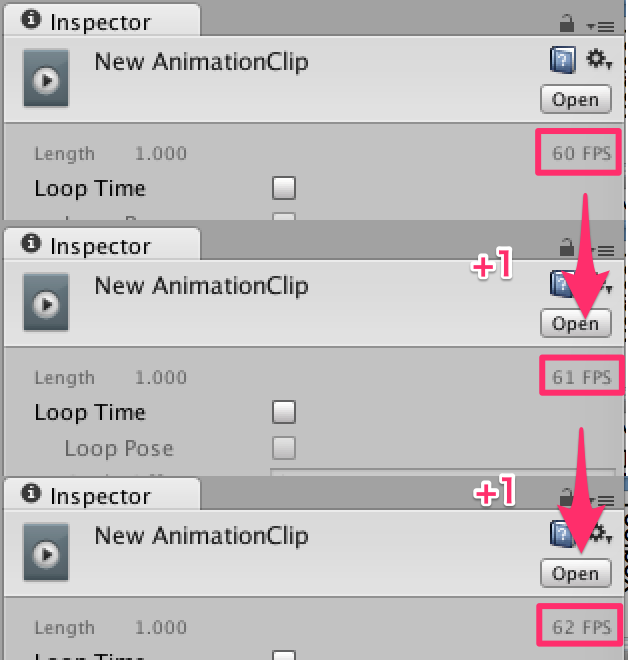 Inspector
New AnimationClip
Open
Length 1.000 60 FPS
Loop Time
Inspector
+1
New AnimationClip
Open
Length 1.000 61 FPS
Loop Time
Loop Pose
Inspector
+1
New AnimationClip
Open
Length 1.000 62 FPS
Loop Time